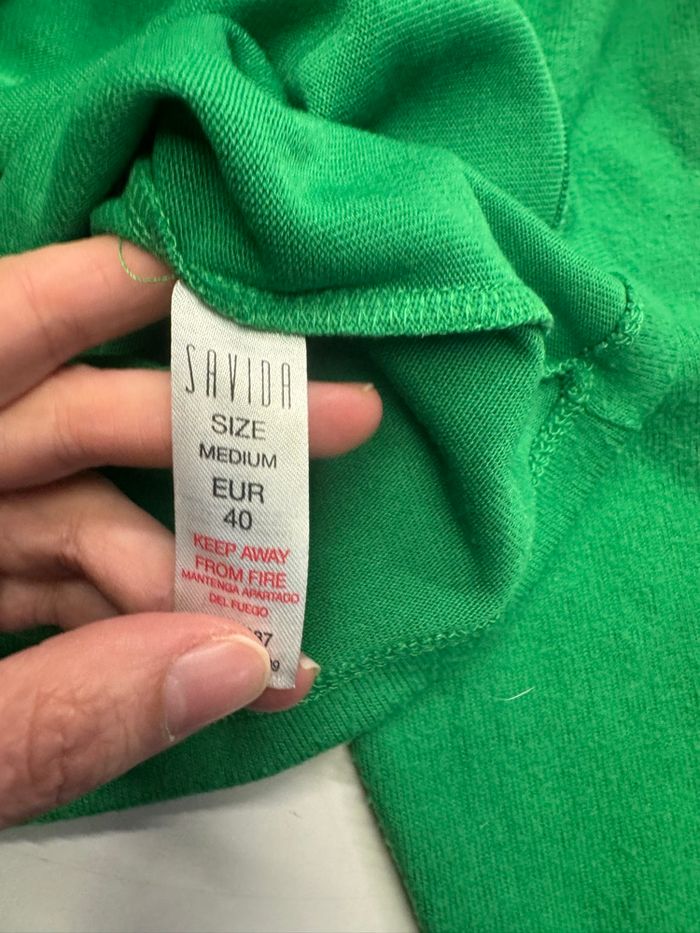 SAVIDA
SIZE
MEDIUM
EUR
40
KEEP AWAY
FROM FIRE
MANTENGA APARTADO
DEL FUEGO